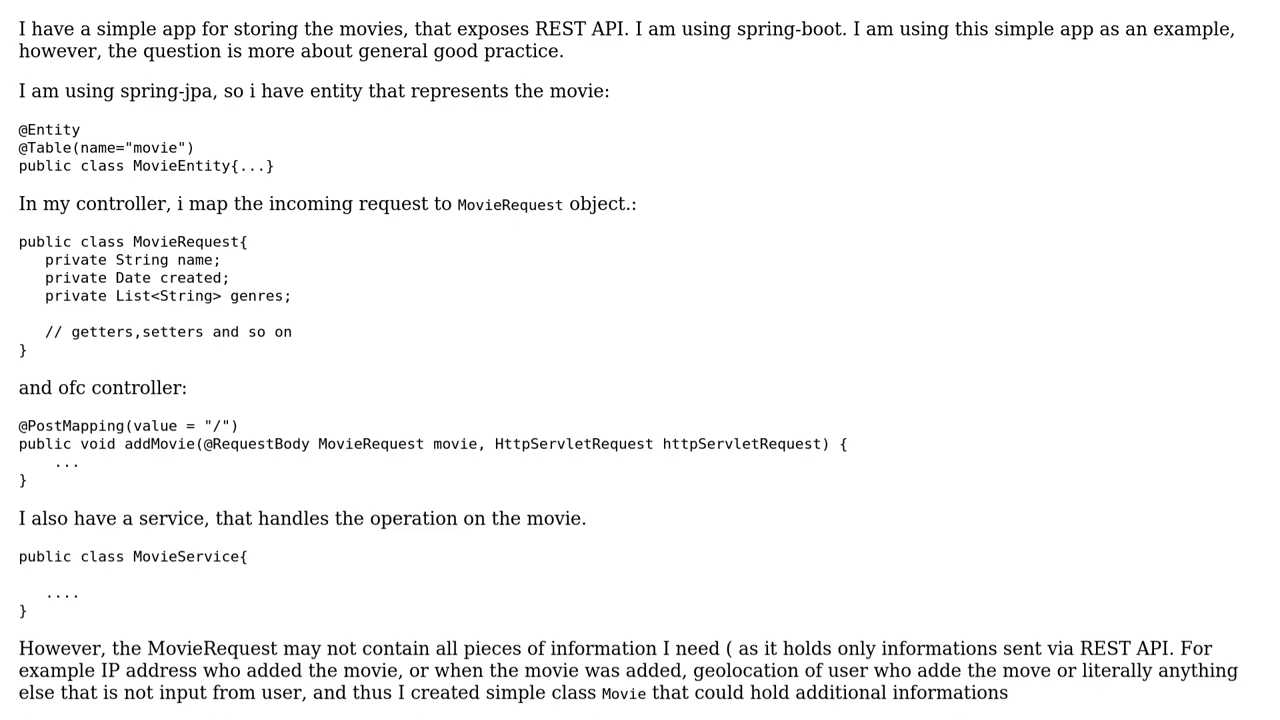 I have a simple app for storing the movies, that exposes REST API. I am using spring-boot. I am using this simple app as an example,
however, the question is more about general good practice.
I am using spring-jpa, so i have entity that represents the movie:
@Entity
@Table(name="movie")
public class MovieEntity{...}
In my controller, i map the incoming request to MovieRequest object.:
public class MovieRequest{
   private String name;
   private Date created;
   private List<String> genres;
   // getters,setters and so on
}
and ofc controller:
@PostMapping(value = "/")
public void addMovie(@RequestBody MovieRequest movie, HttpServletRequest httpServletRequest) {
    ...
}
I also have a service, that handles the operation on the movie.
public class MovieService{
   ....
}
However, the MovieRequest may not contain all pieces of information I need ( as it holds only informations sent via REST API. For
example IP address who added the movie, or when the movie was added, geolocation of user who adde the move or literally anything
else that is not input from user, and thus I created simple class Movie that could hold additional informations